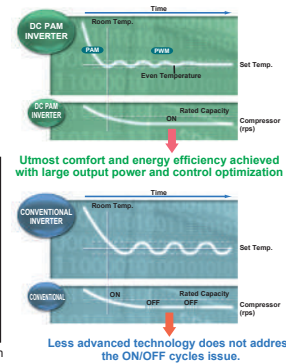 Time
Room Temp.
DC PAM
INVERTER
PAM
PWM
Even Temperature
Set Temp.
DC PAM
INVERTER
Rated Capacity
ON
Compressor
(rps)
Utmost comfort and energy efficiency achieved
with large output power and control optimization
Time
Room Temp.
CONVENTIONAL
INVERTER
Set Temp.
CONVENTIONAL
ON
OFF
OFF
Rated Capacity
Compressor
(rps)
Less advanced technology does not address
the ON/OFF cycles issue.